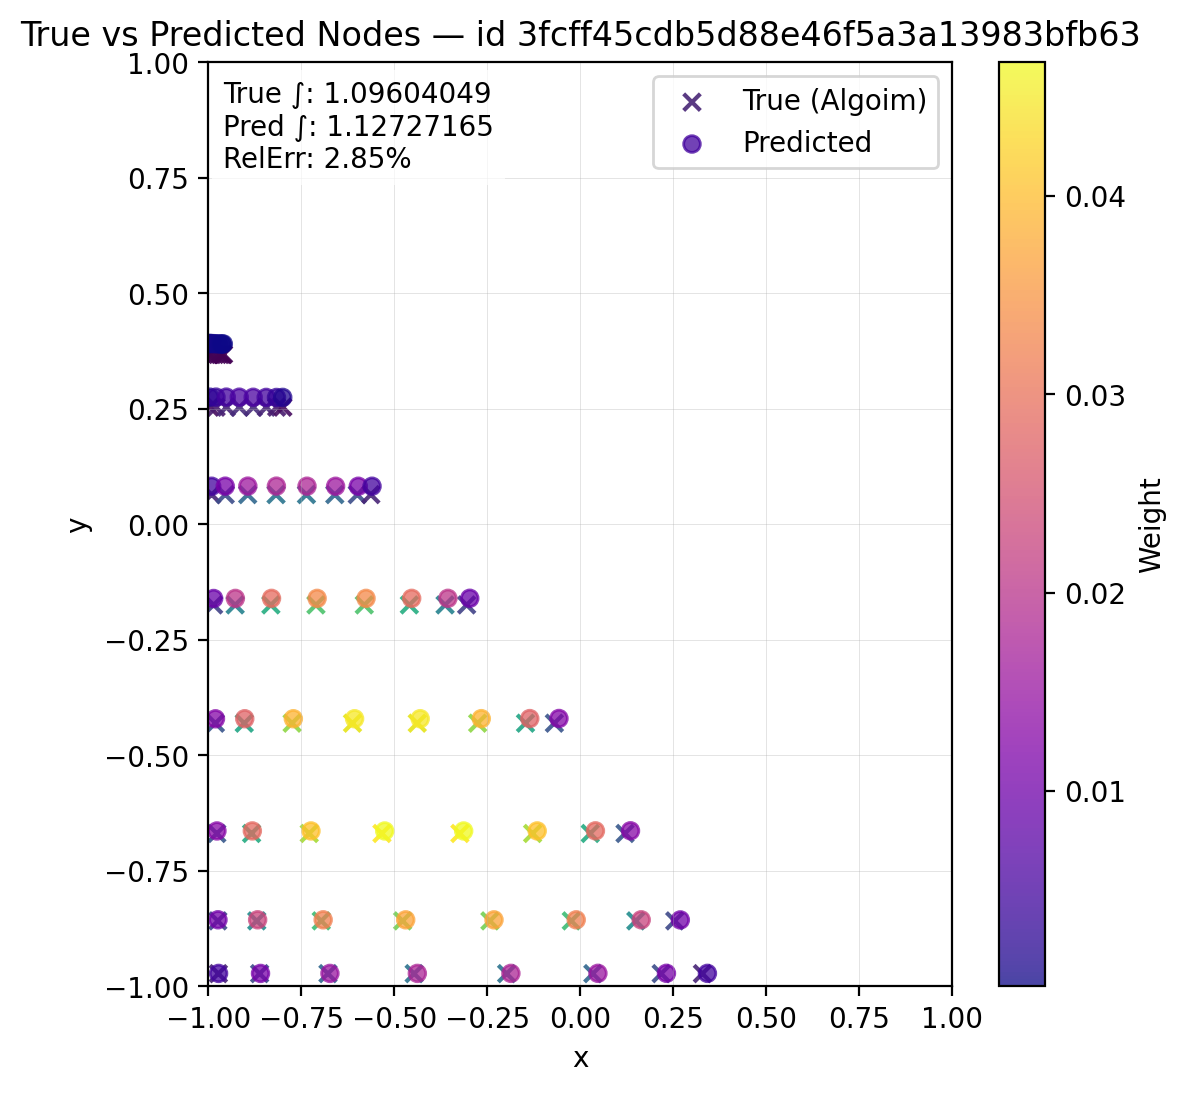 True vs Predicted Nodes — id 3fcff45cdb5d88e46f5a3a13983bfb63
True ∫: 1.09604049
Pred ∫: 1.12727165
RelErr: 2.85%
True (Algoim)
Predicted
1.00
0.75
0.50
0.25
0.00
−0.25
−0.50
−0.75
−1.00
y
−1.00 −0.75 −0.50 −0.25 0.00 0.25 0.50 0.75 1.00
x
0.04
0.03
0.02
0.01
Weight